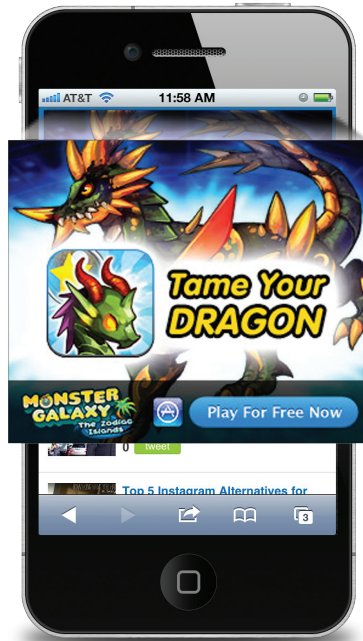 AT&T 11:58 AM
Tame Your
DRAGON
MONSTER
GALAXY
The Zodiac
Islands
Play For Free Now
0 tweet
Top 5 Instagram Alternatives for
3